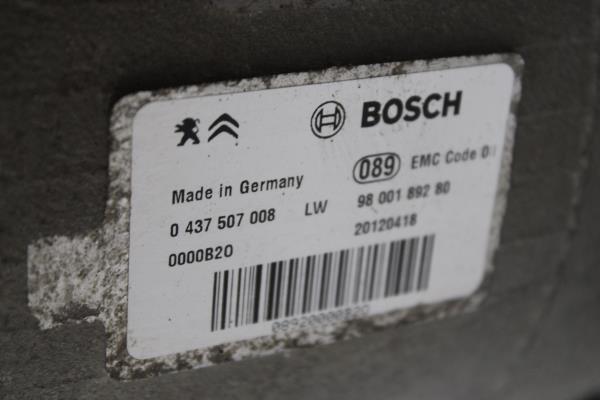 BOSCH
089 EMC Code
Made in Germany
0 437 507 008 LW 98 001 892 80
0000B20 20120418